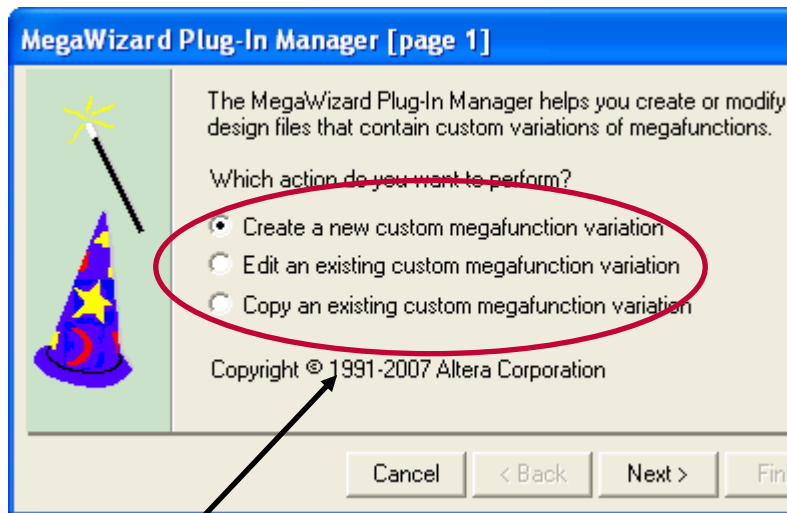 MegaWizard Plug-In Manager [page 1]
The MegaWizard Plug-In Manager helps you create or modify
design files that contain custom variations of megafunctions.
Which action do you want to perform?
Create a new custom megafunction variation
Edit an existing custom megafunction variation
Copy an existing custom megafunction variation
Copyright © 1991-2007 Altera Corporation
Cancel < Back Next > Fin